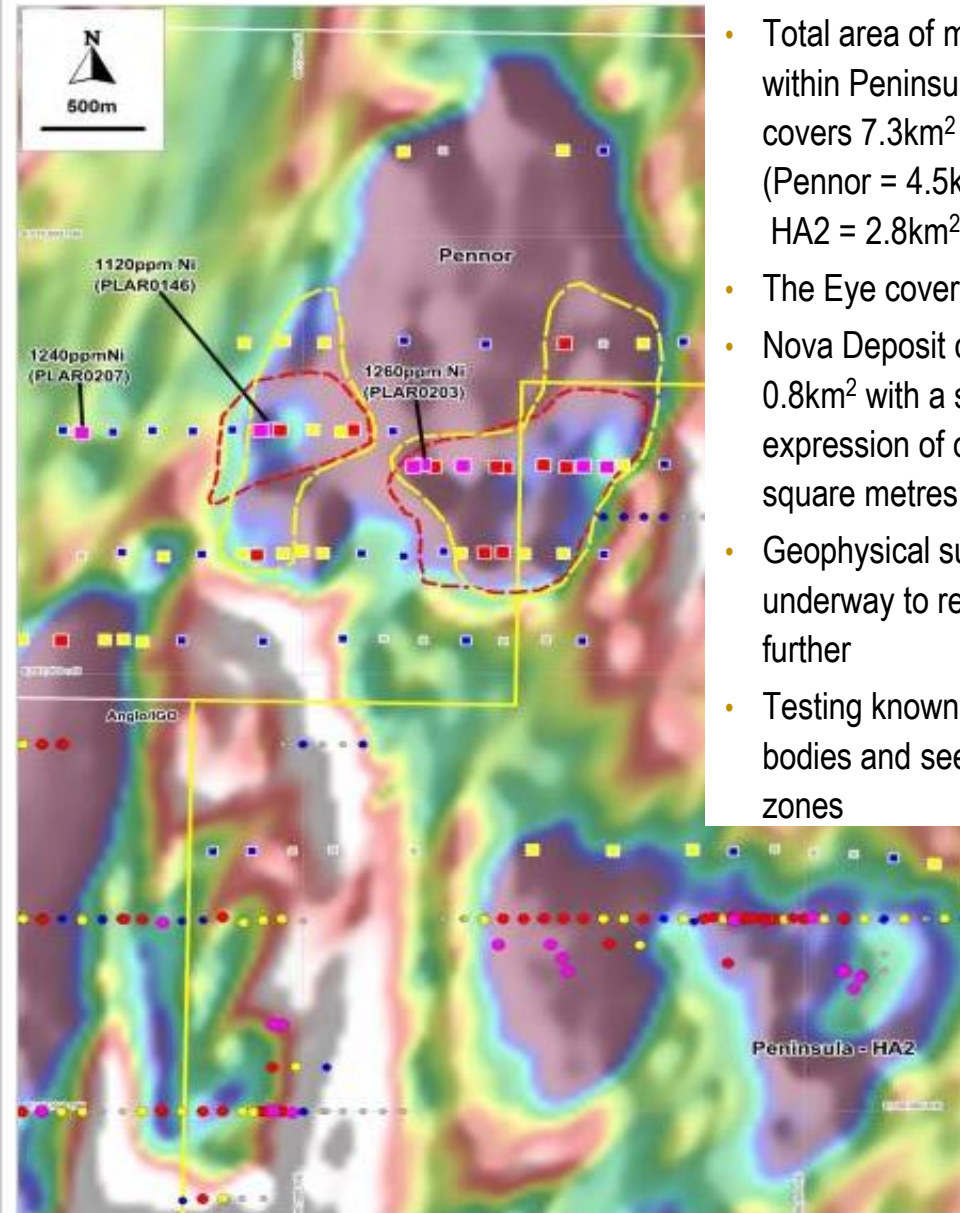 N
500m
1120ppm Ni
(PLAR0146)
1240ppmNi
(PLAR0207)
1260ppm Ni
(PLAR0203)
Pennor
Anglo/IGO
Peninsula - HA2
• Total area of m
within Peninsu
covers 7.3km²
(Pennor = 4.5k
HA2 = 2.8km²
• The Eye cover
• Nova Deposit c
0.8km² with a s
expression of c
square metres
• Geophysical su
underway to re
further
• Testing known
bodies and see
zones